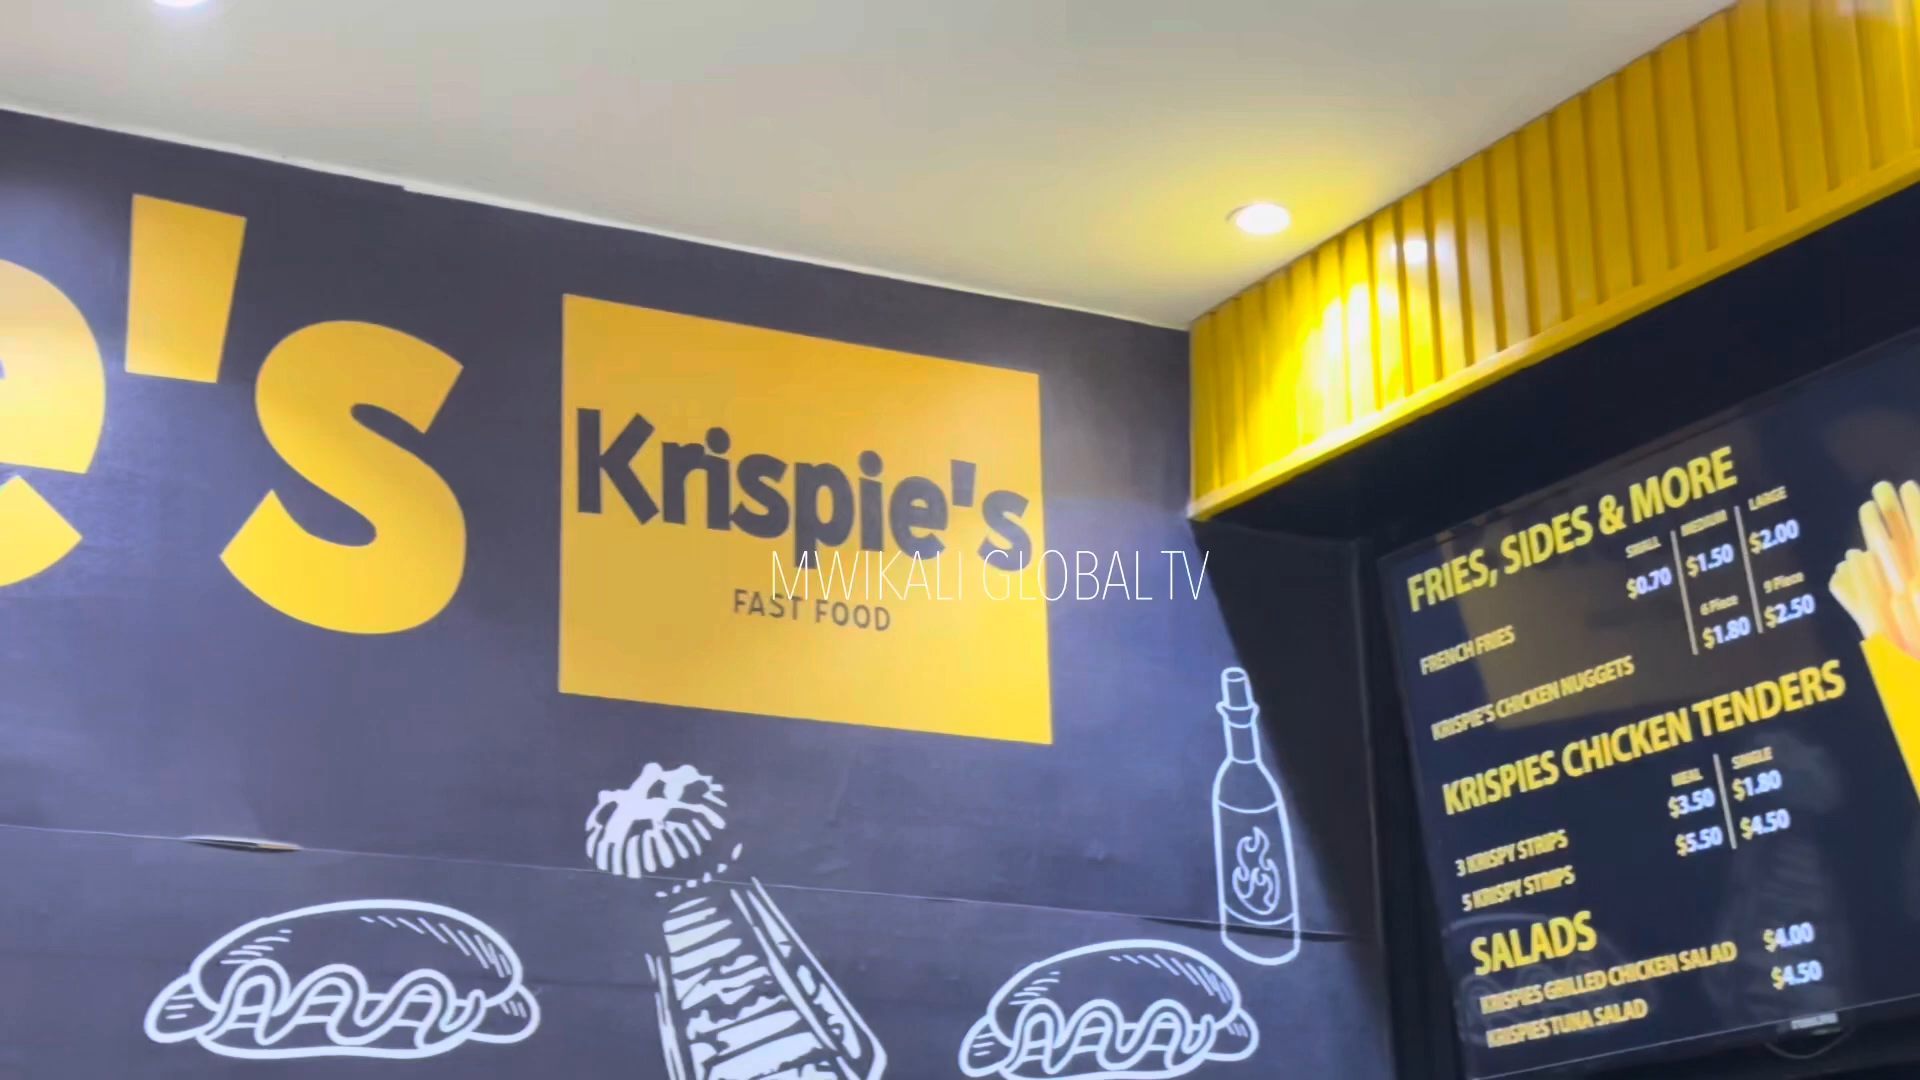 e's
Krispie's
FAST FOOD
MWIKALI GLOBAL TV
FRIES, SIDES & MORE
SMALL MEDIUM LARGE
FRENCH FRIES $0.70 $1.50 $2.00
6 Piece 9 Piece
KRISPIE'S CHICKEN NUGGETS $1.80 $2.50
KRISPIES CHICKEN TENDERS
MEAL SINGLE
3 KRISPY STRIPS $3.50 $1.80
5 KRISPY STRIPS $5.50 $4.50
SALADS
KRISPIES GRILLED CHICKEN SALAD $4.00
KRISPIES TUNA SALAD $4.50